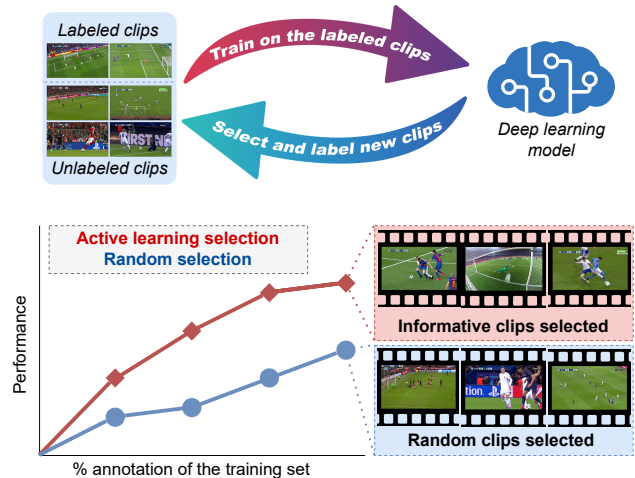 Labeled clips
Unlabeled clips
Train on the labeled clips
Select and label new clips
Deep learning
model
Active learning selection
Random selection
Performance
% annotation of the training set
Informative clips selected
Random clips selected